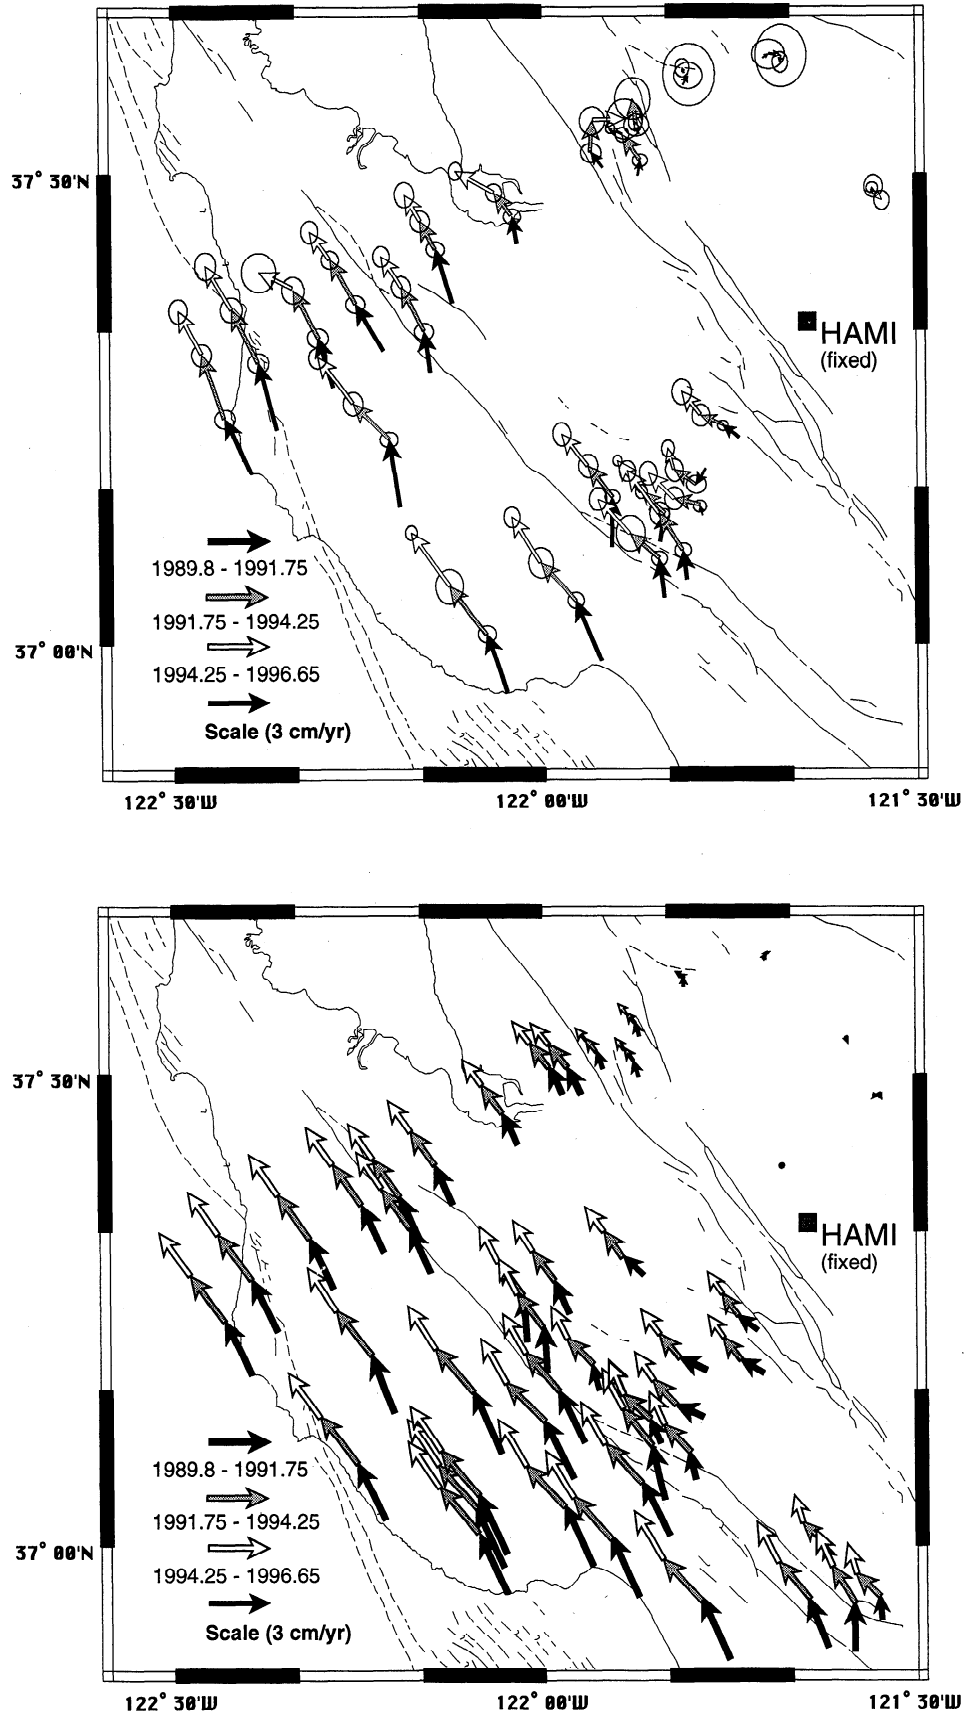 37° 30'N
HAMI
(fixed)
1989.8 - 1991.75
1991.75 - 1994.25
37° 00'N
1994.25 - 1996.65
Scale (3 cm/yr)
122° 30'W
122° 00'W
121° 30'W
37° 30'N
HAMI
(fixed)
1989.8 - 1991.75
1991.75 - 1994.25
37° 00'N
1994.25 - 1996.65
Scale (3 cm/yr)
122° 30'W
122° 00'W
121° 30'W